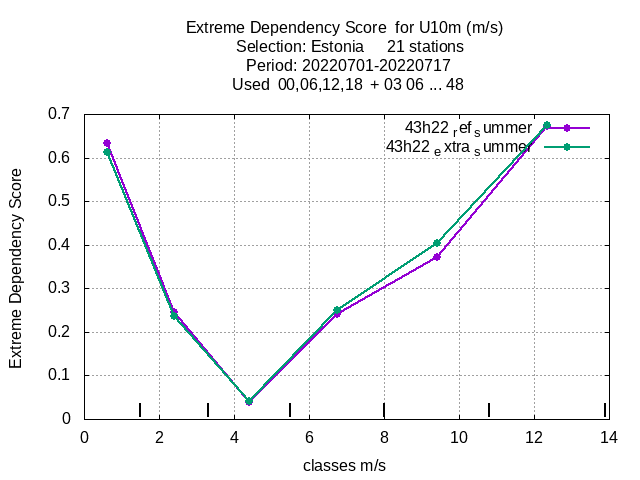 Extreme Dependency Score for U10m (m/s)
Selection: Estonia 21 stations
Period: 20220701-20220717
Used 00,06,12,18 + 03 06 ... 48
43h22 ref summer
43h22 extra summer
Extreme Dependency Score
0.7
0.6
0.5
0.4
0.3
0.2
0.1
0
0 2 4 6 8 10 12 14
classes m/s